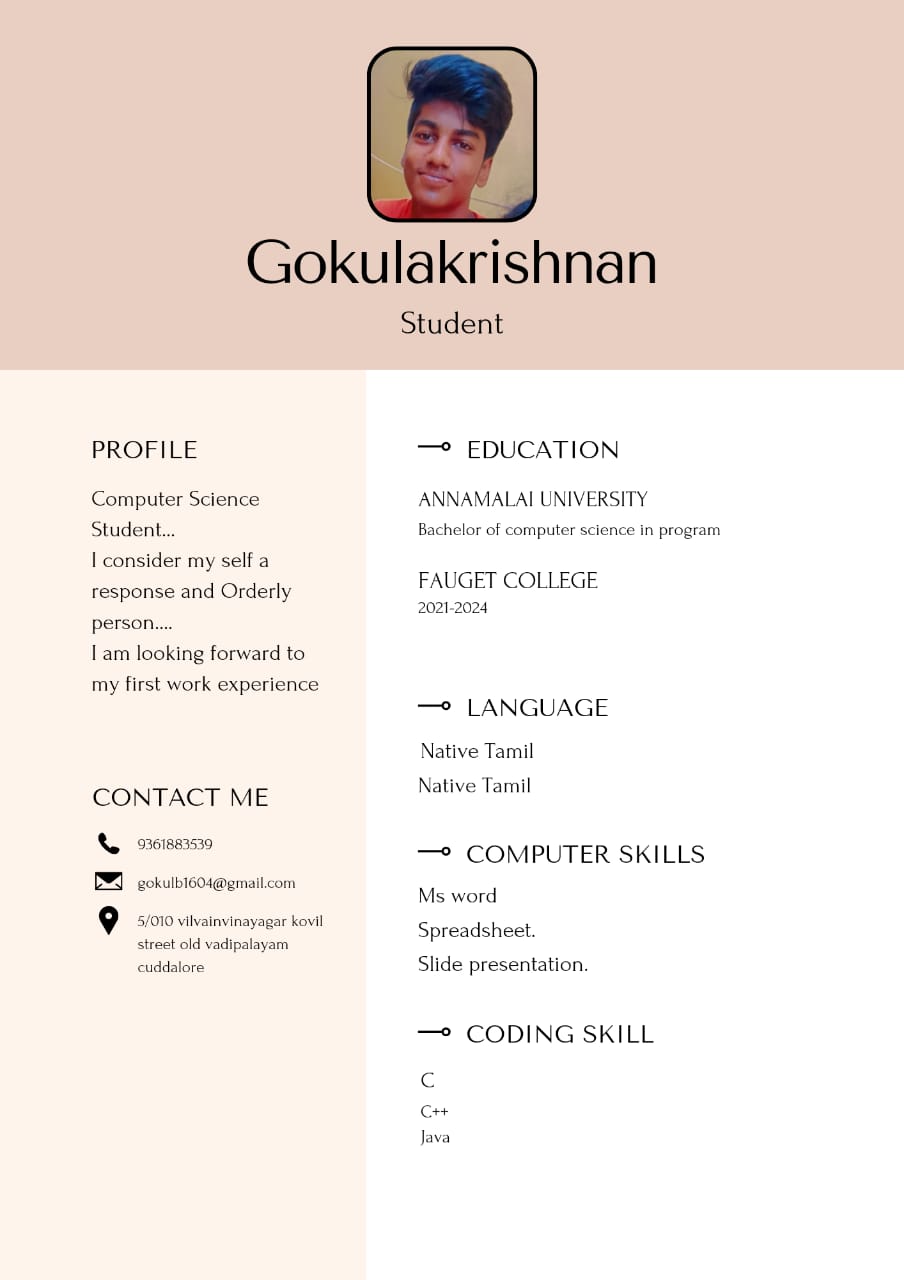 Gokulakrishnan
Student
PROFILE
Computer Science
Student...
I consider my self a
response and Orderly
person....
I am looking forward to
my first work experience
CONTACT ME
9361883539
gokulb1604@gmail.com
5/010 vilvainvinayagar kovil
street old vadipalayam
cuddalore
EDUCATION
ANNAMALAI UNIVERSITY
Bachelor of computer science in program
FAUGET COLLEGE
2021-2024
LANGUAGE
Native Tamil
Native Tamil
COMPUTER SKILLS
Ms word
Spreadsheet.
Slide presentation.
CODING SKILL
C
C++
Java